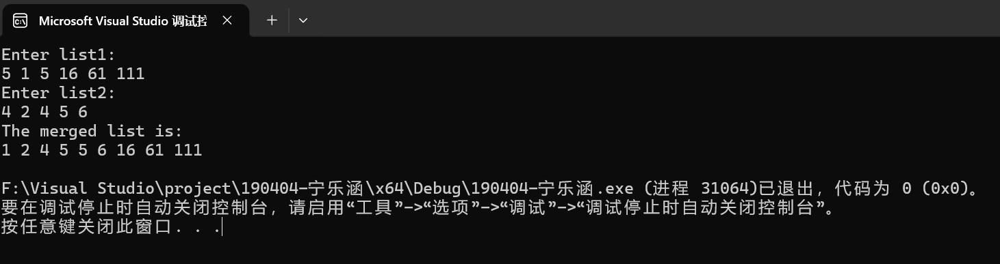 Microsoft Visual Studio 调试控
Enter list1:
5 1 5 16 61 111
Enter list2:
4 2 4 5 6
The merged list is:
1 2 4 5 5 6 16 61 111
F:\Visual Studio\project\190404-宁乐涵\x64\Debug\190404-宁乐涵.exe (进程 31064)已退出，代码为 0 (0x0)。
要在调试停止时自动关闭控制台，请启用“工具”->“选项”->“调试”->“调试停止时自动关闭控制台”。
按任意键关闭此窗口. . .